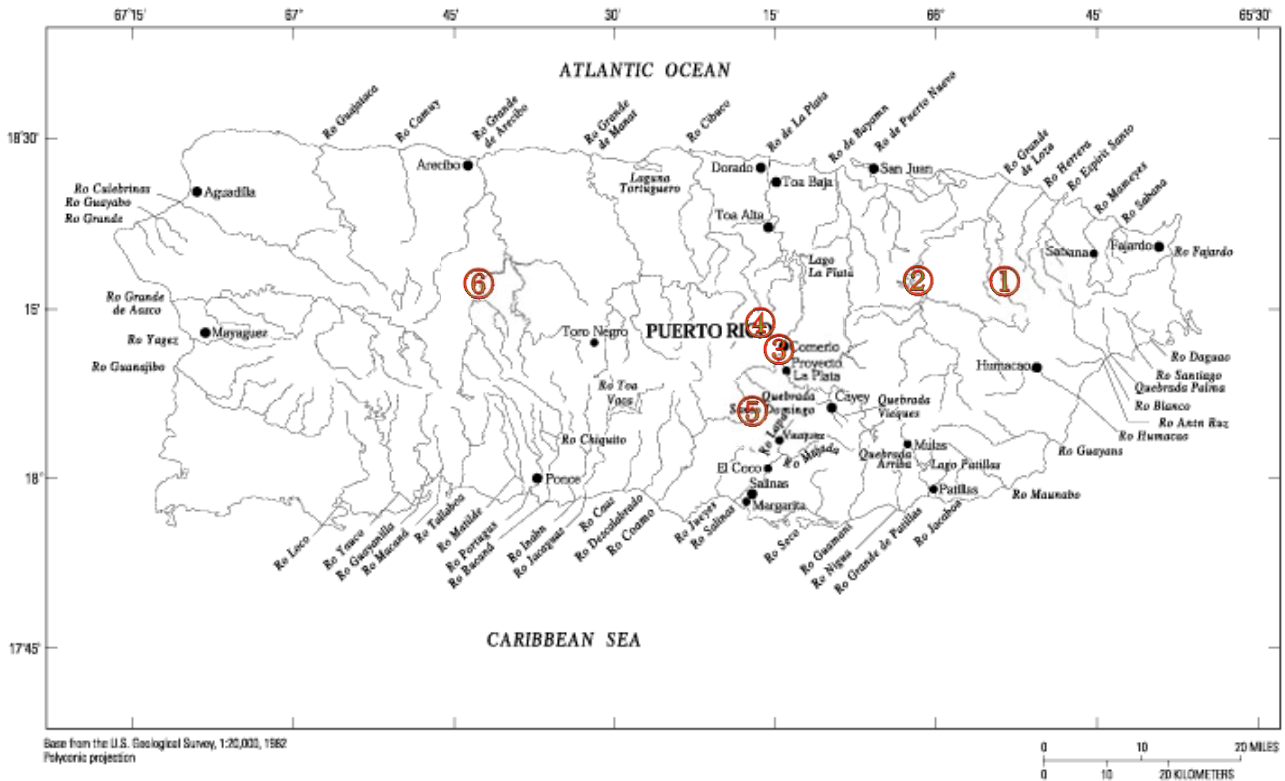 67°15'
67°
45'
30'
15'
66°
45'
65°30'
ATLANTIC OCEAN
18°30'
15'
18°
17°45'
Ro Guajataca
Ro Camuy
Ro Grande
de Arecibo
Ro Grande
de Manat
Ro Cibuco
Ro de La Plata
Ro de Bayamn
Ro de Puerto Nuevo
Ro Grande
de Loza
Ro Herrera
Ro Espirit Santo
Ro Mameyes
Ro Sabana
Arecibo
Laguna
Tortuguero
Dorado
Toa Baja
San Juan
Toa Alta
Ro Culebrinas
Ro Guayabo
Ro Grande
Aguadilla
Sabana
Fajardo
Ro Fajardo
Lago
La Plata
6
2
1
Ro Grande
de Aasco
Ro Yagez
Mayaguez
Ro Guanajibo
Toro Negro
PUERTO RICO
4
3
Comerio
Proyecto
La Plata
Humacao
Ro Daguao
Ro Santiago
Quebrada Palma
Ro Blanco
Ro Antn Ruz
Ro Humacao
Ro Guayans
Ro Toa
Vaca
Quebrada
Domingo
5
Cayey
Quebrada
Vieques
Ro Lapa
Vazquez
Ro Majada
Ro Chiquito
Mulas
Quebrada
Arriba
Lago Patillas
El Coco
Salinas
Margarita
Patillas
Ro Maunabo
Ponce
Ro Loco
Ro Yauco
Ro Guayanilla
Ro Macan
Ro Tallaboa
Ro Matilde
Ro Portugus
Ro Bucan
Ro Inabn
Ro Jacaguas
Ro Caas
Ro Descalabrado
Ro Coamo
Ro Jueyes
Ro Salinas
Ro Seco
Ro Guamani
Ro Nigua
Ro Grande de Patillas
Ro Jacaboa
CARIBBEAN SEA
Base from the U.S. Geological Survey, 1:20,000, 1982
Polyconic projection
0 10 20 MILES
0 10 20 KILOMETERS